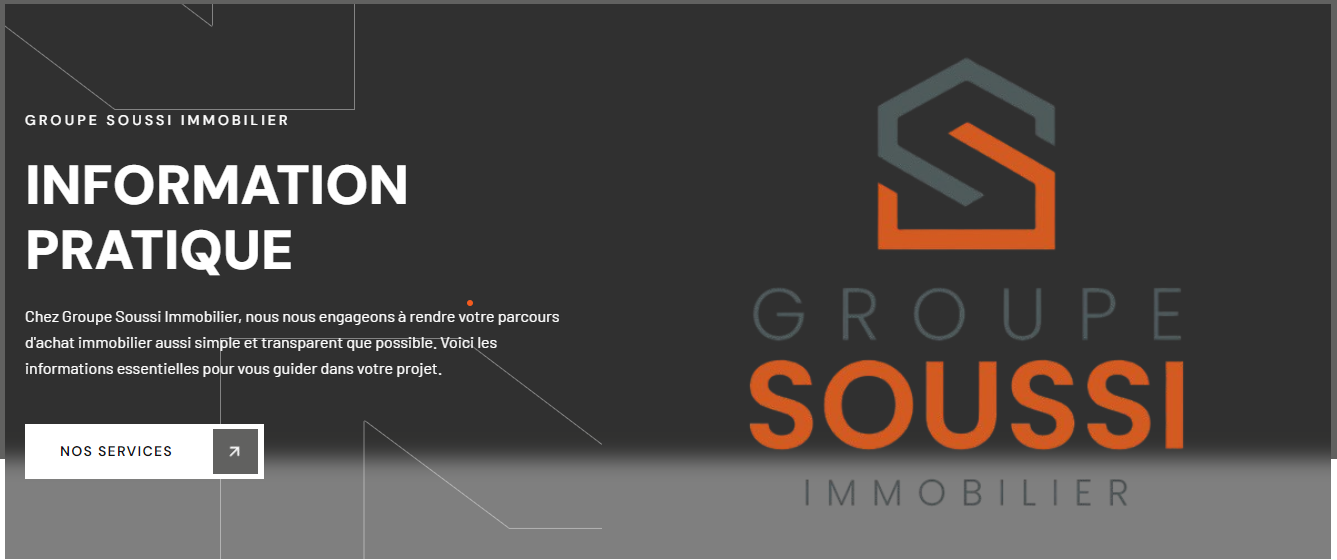 GROUPE SOUSSI IMMOBILIER
INFORMATION
PRATIQUE
Chez Groupe Soussi Immobilier, nous nous engageons à rendre votre parcours
d'achat immobilier aussi simple et transparent que possible. Voici les
informations essentielles pour vous guider dans votre projet.
NOS SERVICES
GROUPE
SOUSSI
IMMOBILIER